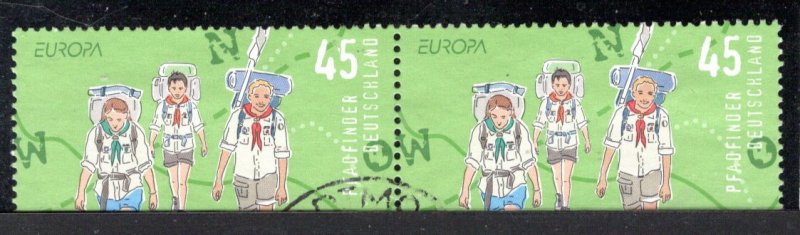 EUROPA
N
45
PFADFINDER
DEUTSCHLAND
W
O
EUROPA
N
45
PFADFINDER
DEUTSCHLAND
W
O